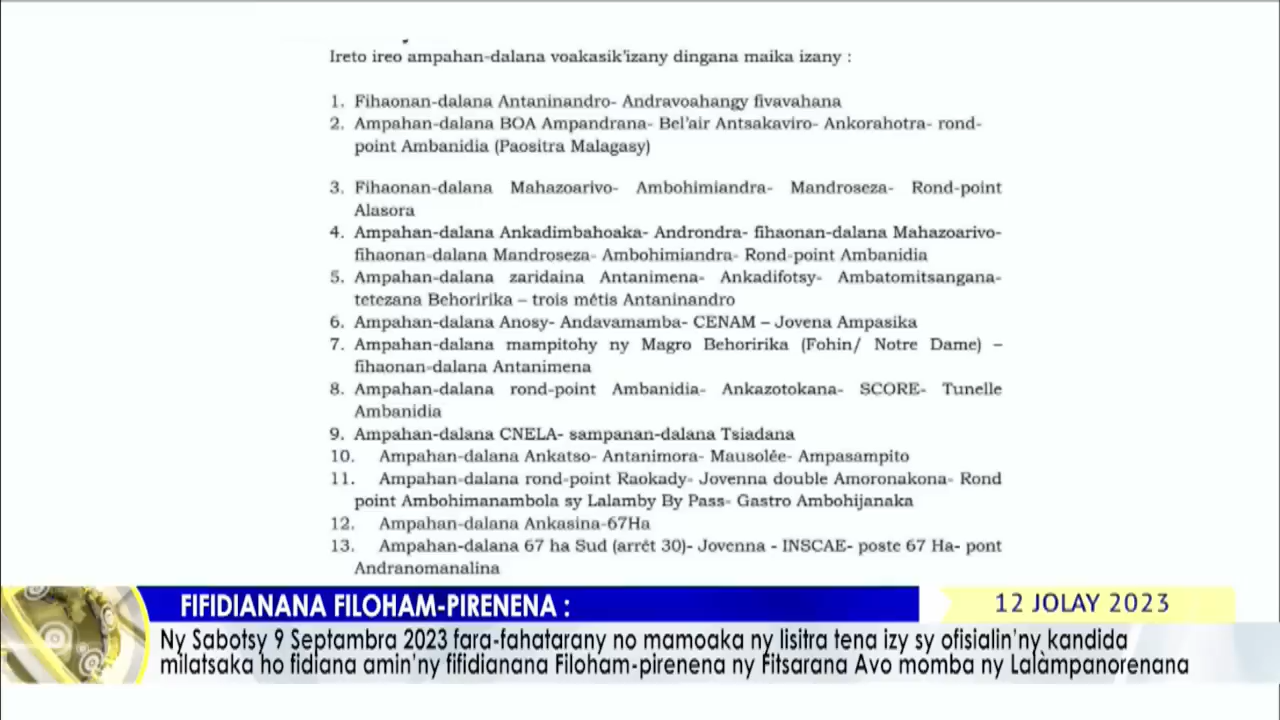 Ireto ireo ampahan-dalana voakasik'izany dingana maika izany :
1. Fihaonan-dalana Antaninandro- Andravoahangy fivavahana
2. Ampahan-dalana BOA Ampandrana- Bel'air Antsakaviro- Ankorahotra- rond-
point Ambanidia (Paositra Malagasy)
3. Fihaonan-dalana Mahazoarivo- Ambohimiandra- Mandroseza- Rond-point
Alasora
4. Ampahan-dalana Ankadimbahoaka- Androndra- fihaonan-dalana Mahazoarivo-
fihaonan-dalana Mandroseza- Ambohimiandra- Rond-point Ambanidia
5. Ampahan-dalana zaridaina Antanimena- Ankadifotsy- Ambatomitsangana-
tetezana Behoririka – trois métis Antaninandro
6. Ampahan-dalana Anosy- Andavamamba- CENAM – Jovena Ampasika
7. Ampahan-dalana mampitohy ny Magro Behoririka (Fohin/ Notre Dame) –
fihaonan-dalana Antanimena
8. Ampahan-dalana rond-point Ambanidia- Ankazotokana- SCORE- Tunelle
Ambanidia
9. Ampahan-dalana CNELA- sampanan-dalana Tsiadana
10. Ampahan-dalana Ankatso- Antanimora- Mausolée- Ampasampito
11. Ampahan-dalana rond-point Raokady- Jovenna double Amoronakona- Rond
point Ambohimanambola sy Lalamby By Pass- Gastro Ambohijanaka
12. Ampahan-dalana Ankasina-67Ha
13. Ampahan-dalana 67 ha Sud (arrêt 30)- Jovenna - INSCAE- poste 67 Ha- pont
Andranomanalina
FIFIDIANANA FILOHAM-PIRENENA :
12 JOLAY 2023
Ny Sabotsy 9 Septambra 2023 fara-fahatarany no mamoaka ny lisitra tena izy sy ofisialin'ny kandida
milatsaka ho fidiana amin'ny fifidianana Filoham-pirenena ny Fitsarana Avo momba ny Lalàmpanorenana